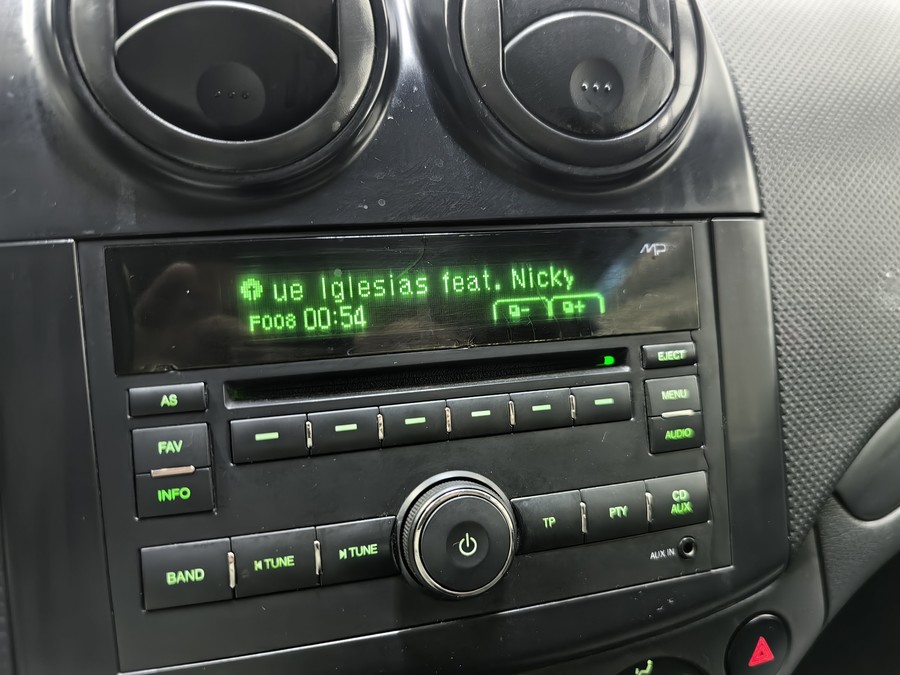 MP
ue Iglesias feat. Nicky
F008 00:54
- +
EJECT
AS
MENU
FAV
AUDIO
INFO
CD
AUX
PTY
TP
TUNE
TUNE
BAND
AUX IN